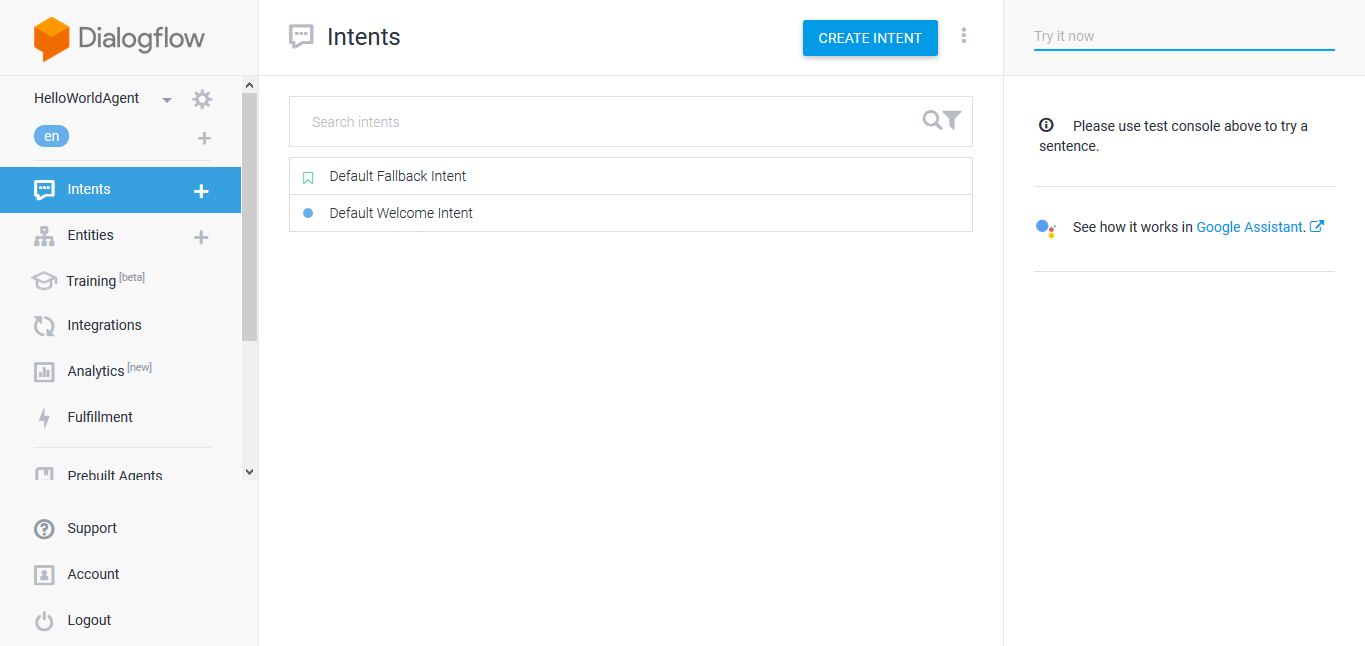 Dialogflow
HelloWorldAgent
en
Intents
Entities
Training [beta]
Integrations
Analytics [new]
Fulfillment
Prebuilt Agents
Support
Account
Logout
Intents
CREATE INTENT
Search intents
Default Fallback Intent
Default Welcome Intent
Try it now
Please use test console above to try a
sentence.
See how it works in Google Assistant.